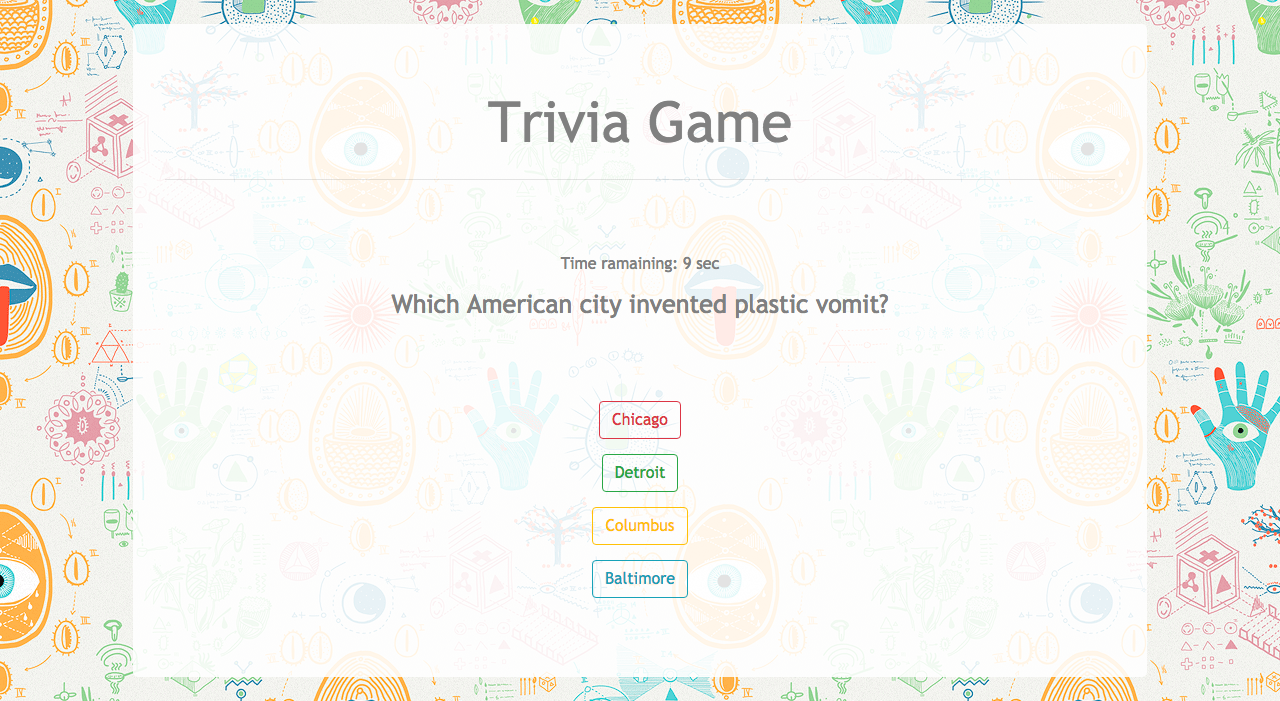 Trivia Game
Time ramaining: 9 sec
Which American city invented plastic vomit?
Chicago
Detroit
Columbus
Baltimore